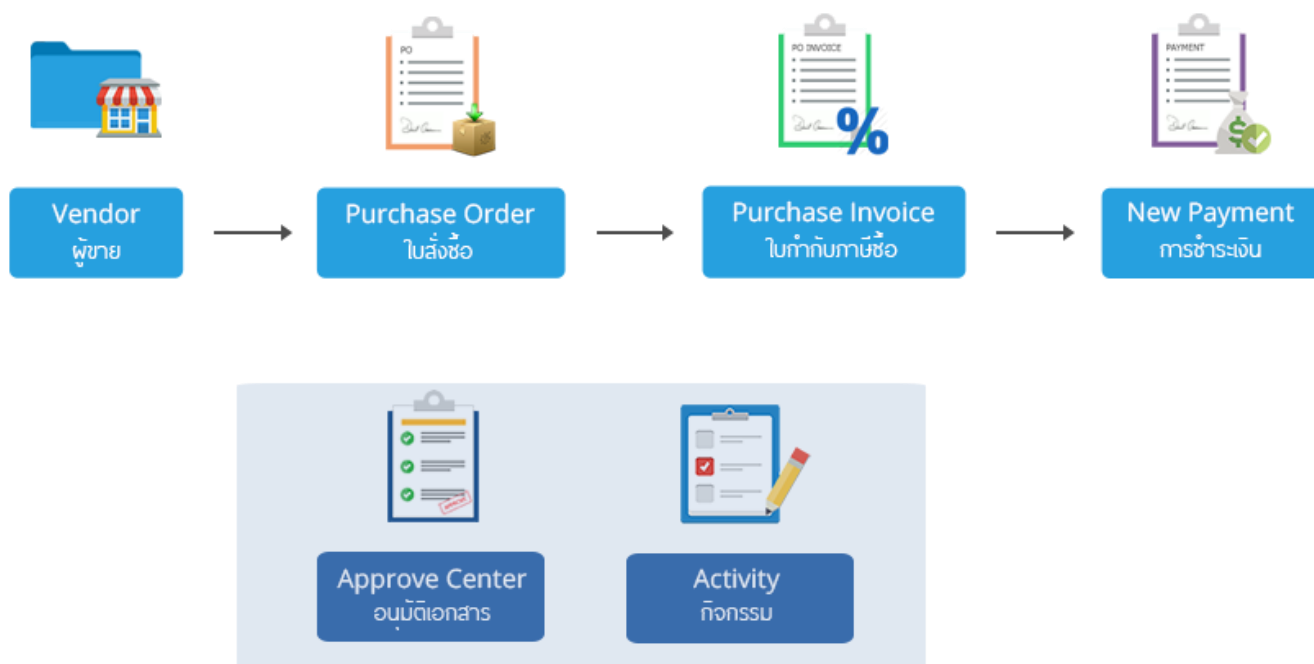 PO
PO INVOICE
PAYMENT
%
$
Vendor
ผู้ขาย
Purchase Order
ใบสั่งซื้อ
Purchase Invoice
ใบกำกับภาษีซื้อ
New Payment
การชำระเงิน
Approve Center
อนุมัติเอกสาร
Activity
กิจกรรม